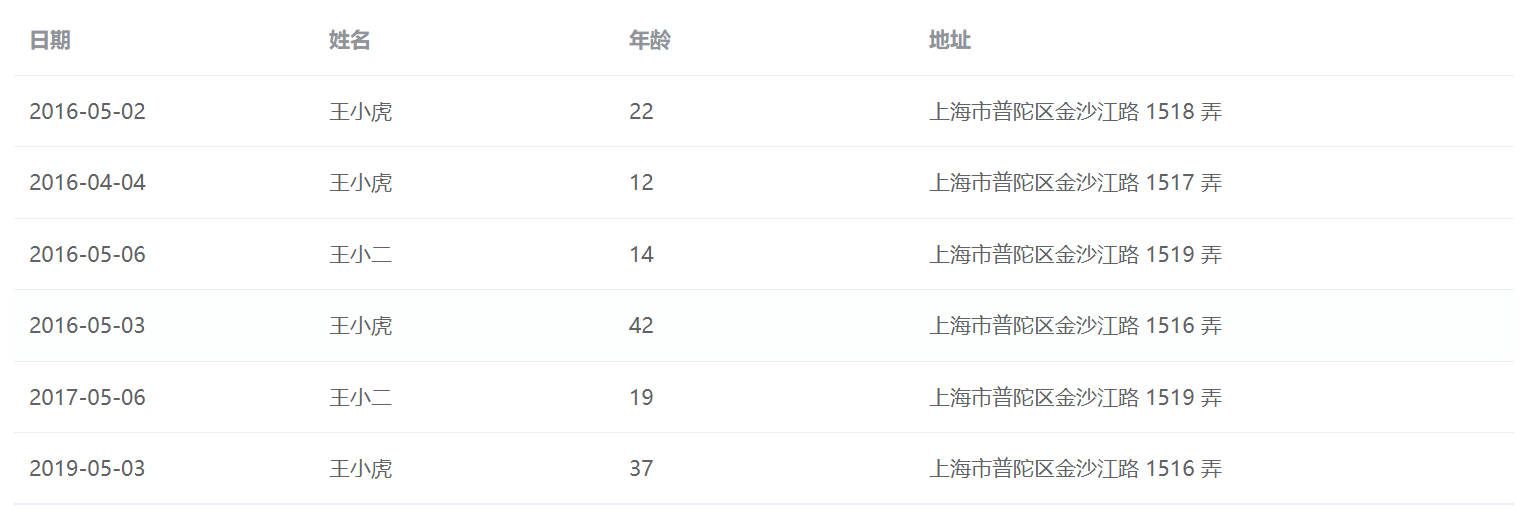 日期 姓名 年龄 地址
2016-05-02 王小虎 22 上海市普陀区金沙江路 1518 弄
2016-04-04 王小虎 12 上海市普陀区金沙江路 1517 弄
2016-05-06 王小二 14 上海市普陀区金沙江路 1519 弄
2016-05-03 王小虎 42 上海市普陀区金沙江路 1516 弄
2017-05-06 王小二 19 上海市普陀区金沙江路 1519 弄
2019-05-03 王小虎 37 上海市普陀区金沙江路 1516 弄